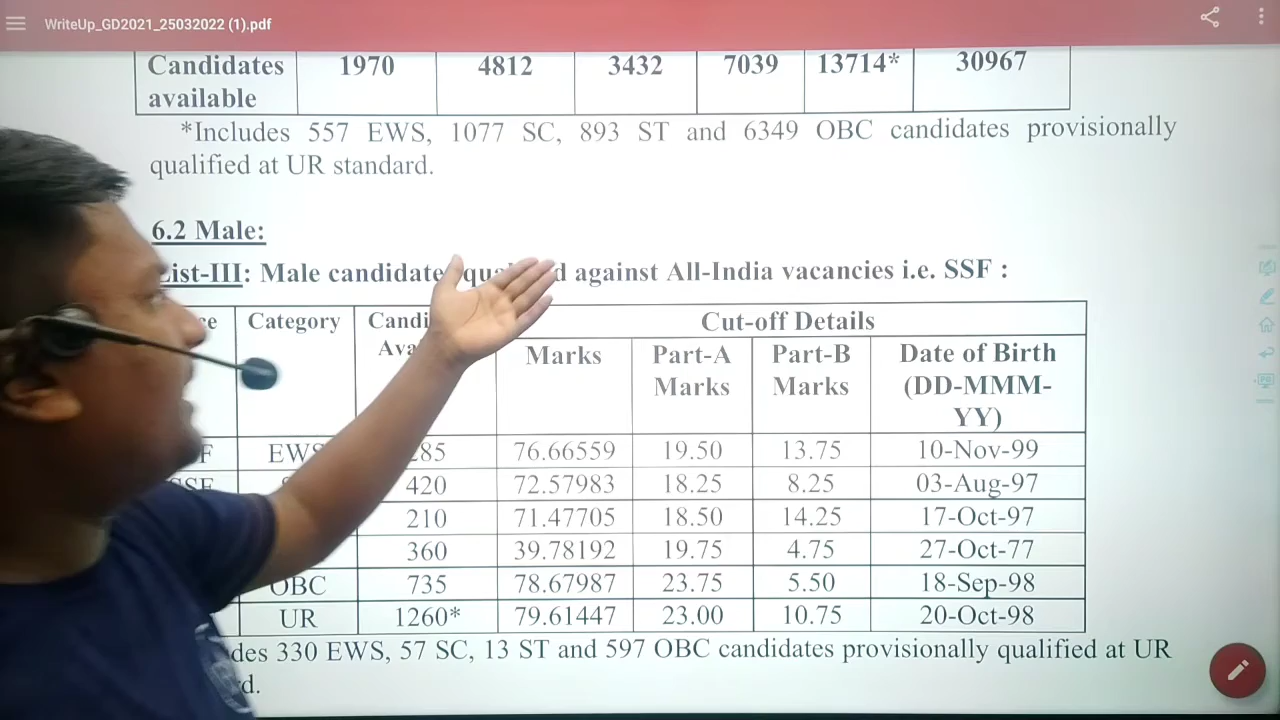 WriteUp_GD2021_25032022 (1).pdf
Candidates available 1970 4812 3432 7039 13714* 30967
*Includes 557 EWS, 1077 SC, 893 ST and 6349 OBC candidates provisionally
qualified at UR standard.
6.2 Male:
List-III: Male candidate against All-India vacancies i.e. SSF :
Category Cut-off Details
Marks Part-A Marks Part-B Marks Date of Birth (DD-MMM-YY)
EWS 285 76.66559 19.50 13.75 10-Nov-99
SSF 420 72.57983 18.25 8.25 03-Aug-97
210 71.47705 18.50 14.25 17-Oct-97
360 39.78192 19.75 4.75 27-Oct-77
OBC 735 78.67987 23.75 5.50 18-Sep-98
UR 1260* 79.61447 23.00 10.75 20-Oct-98
330 EWS, 57 SC, 13 ST and 597 OBC candidates provisionally qualified at UR